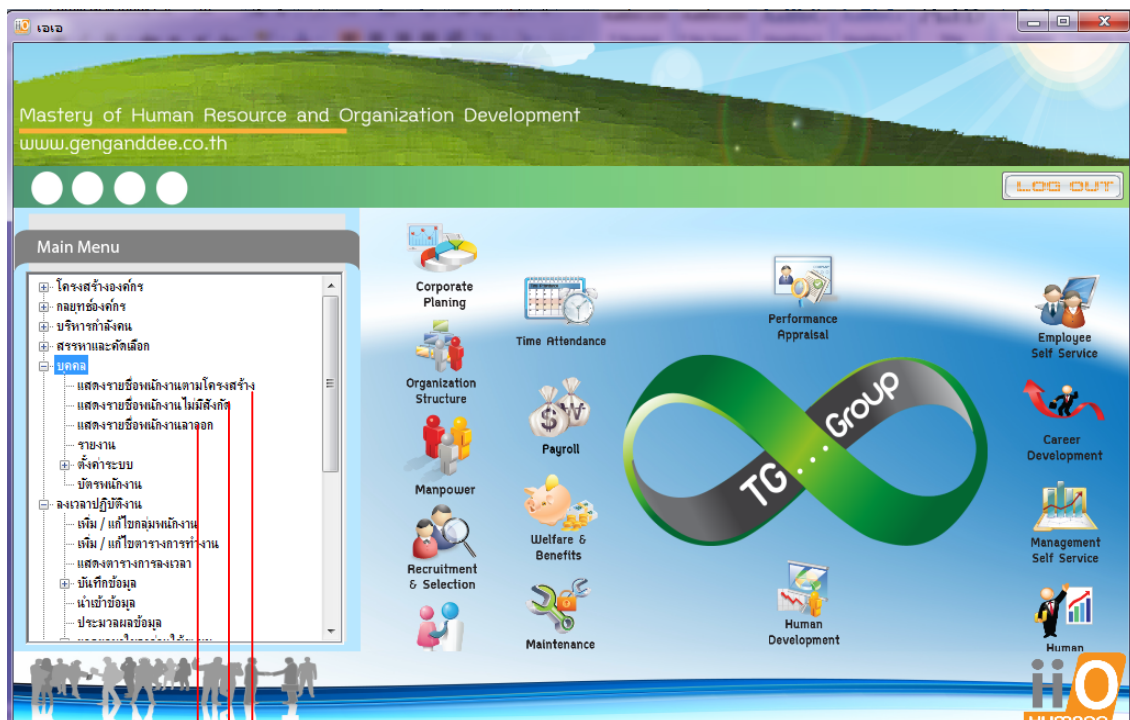 เอเอ
Mastery of Human Resource and Organization Development
www.genganddee.co.th
LOG OUT
Main Menu
โครงสร้างองค์กร
กลยุทธ์องค์กร
บริหารกำลังคน
สรรหาและคัดเลือก
บุคคล
แสดงรายชื่อพนักงานตามโครงสร้าง
แสดงรายชื่อพนักงานไม่มีสังกัด
แสดงรายชื่อพนักงานลาออก
รายงาน
ตั้งค่าระบบ
บัตรพนักงาน
ลงเวลาปฏิบัติงาน
เพิ่ม / แก้ไขกลุ่มพนักงาน
เพิ่ม / แก้ไขตารางการทำงาน
แสดงตารางการลงเวลา
บันทึกข้อมูล
นำเข้าข้อมูล
ประมวลผลข้อมูล
Corporate
Planing
Organization
Structure
Manpower
Recruitment
& Selection
Time Attendance
Payroll
Welfare &
Benefits
Maintenance
Performance
Appraisal
TG .... Group
Human
Development
Employee
Self Service
Career
Development
Management
Self Service
Human
iiO